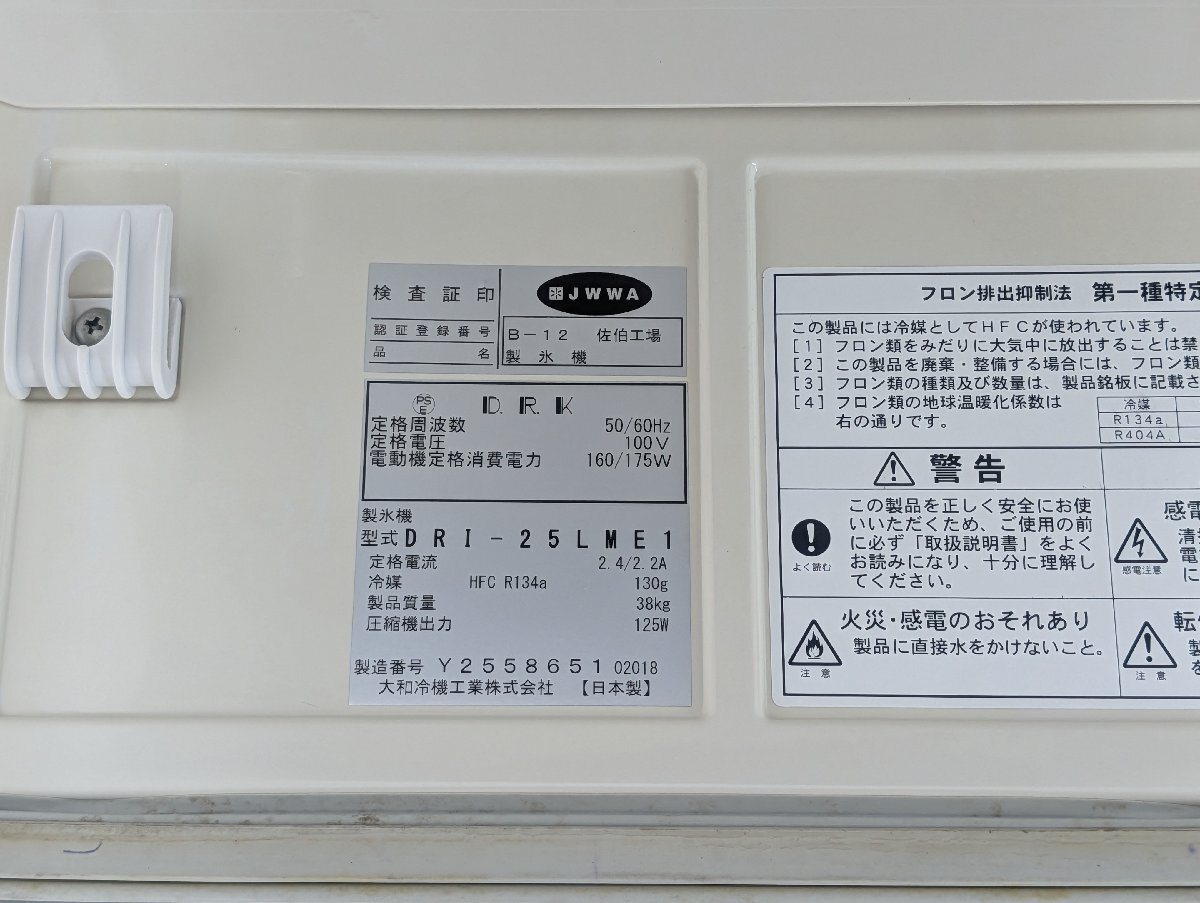 検査証印
JWWA
認証登録番号
B-12 佐伯工場
品名
製氷機
PS
E
D.R.K
定格周波数 50/60Hz
定格電圧 100V
電動機定格消費電力 160/175W
製氷機
型式 DRI-25LME1
定格電流 2.4/2.2A
冷媒 HFC R134a 130g
製品質量 38kg
圧縮機出力 125W
製造番号 Y2558651 02018
大和冷機工業株式会社 【日本製】
フロン排出抑制法 第一種特定
この製品には冷媒としてHFCが使われています。
[1] フロン類をみだりに大気中に放出することは禁
[2] この製品を廃棄・整備する場合には、フロン類
[3] フロン類の種類及び数量は、製品銘板に記載さ
[4] フロン類の地球温暖化係数は
右の通りです。
冷媒
R134a
R404A
警告
よく読む
この製品を正しく安全にお使
いいただくため、ご使用の前
に必ず「取扱説明書」をよく
お読みになり、十分に理解し
てください。
感電注意
感電
清掃
電
に
火災・感電のおそれあり
製品に直接水をかけないこと。
注意
転
製
を
注意